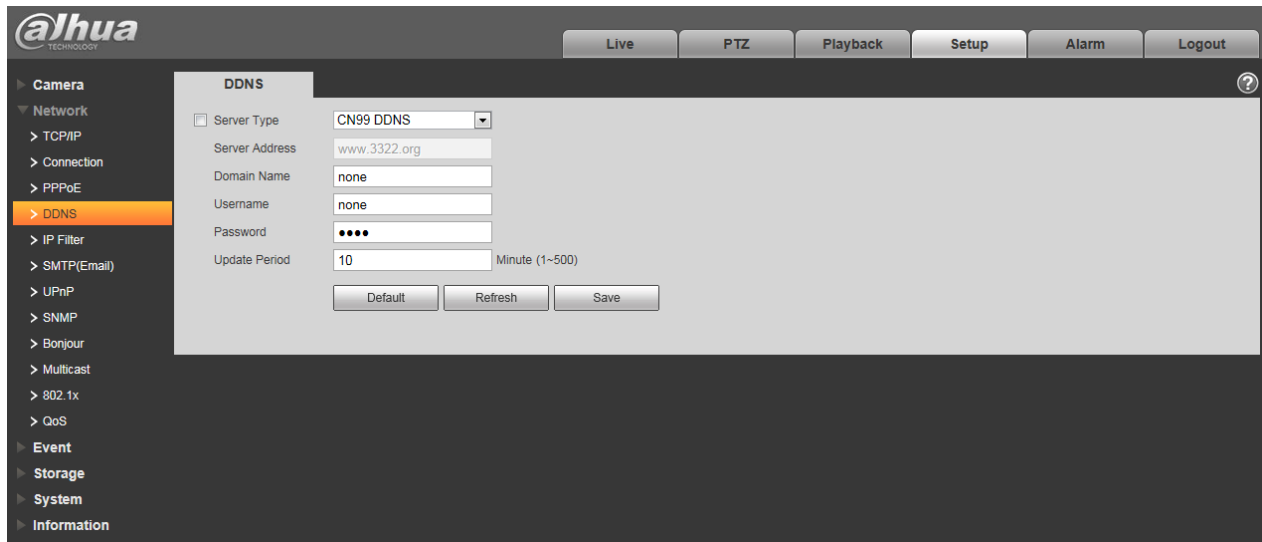 alhua
TECHNOLOGY
Live PTZ Playback Setup Alarm Logout
Camera
Network
> TCP/IP
> Connection
> PPPoE
> DDNS
> IP Filter
> SMTP(Email)
> UPnP
> SNMP
> Bonjour
> Multicast
> 802.1x
> QoS
Event
Storage
System
Information
DDNS
?
Server Type CN99 DDNS
Server Address www.3322.org
Domain Name none
Username none
Password ••••
Update Period 10 Minute (1~500)
Default Refresh Save